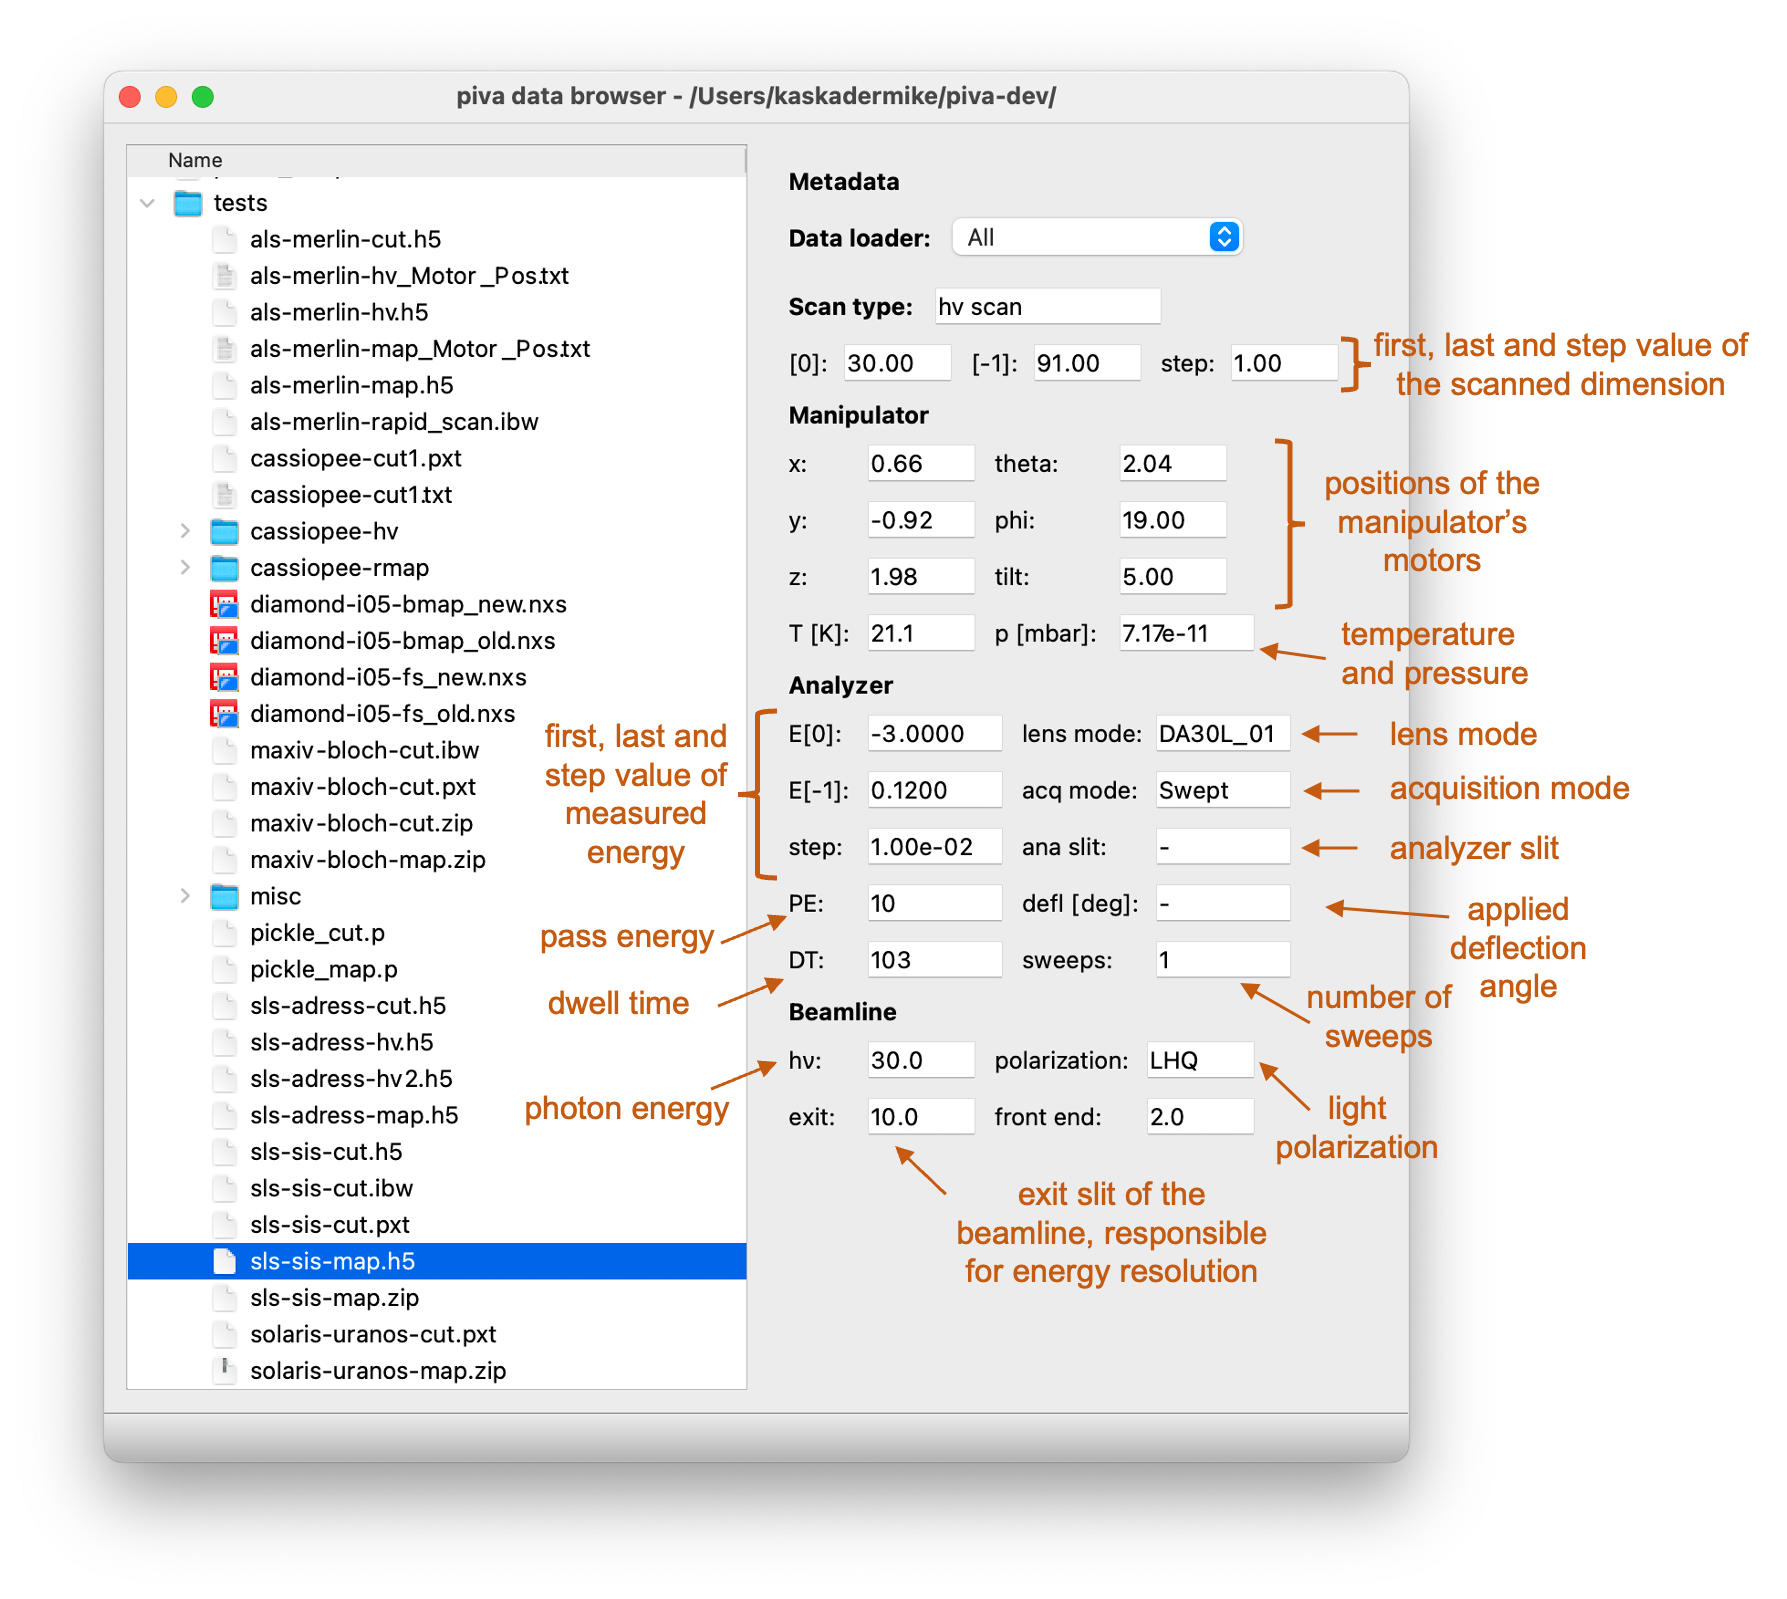 piva data browser - /Users/kaskadermike/piva-dev/
Name
tests
als-merlin-cut.h5
als-merlin-hv_Motor_Pos.txt
als-merlin-hv.h5
als-merlin-map_Motor_Pos.txt
als-merlin-map.h5
als-merlin-rapid_scan.ibw
cassiopee-cut1.pxt
cassiopee-cut1.txt
cassiopee-hv
cassiopee-rmap
diamond-i05-bmap_new.nxs
diamond-i05-bmap_old.nxs
diamond-i05-fs_new.nxs
diamond-i05-fs_old.nxs
maxiv-bloch-cut.ibw
maxiv-bloch-cut.pxt
maxiv-bloch-cut.zip
maxiv-bloch-map.zip
misc
pickle_cut.p
pickle_map.p
sls-adress-cut.h5
sls-adress-hv.h5
sls-adress-hv2.h5
sls-adress-map.h5
sls-sis-cut.h5
sls-sis-cut.ibw
sls-sis-cut.pxt
sls-sis-map.h5
sls-sis-map.zip
solaris-uranos-cut.pxt
solaris-uranos-map.zip
Metadata
Data loader: All
Scan type: hv scan
[0]: 30.00 [-1]: 91.00 step: 1.00
first, last and step value of
the scanned dimension
Manipulator
x: 0.66 theta: 2.04
y: -0.92 phi: 19.00
z: 1.98 tilt: 5.00
positions of the
manipulator's
motors
T [K]: 21.1 p [mbar]: 7.17e-11
temperature
and pressure
Analyzer
E[0]: -3.0000 lens mode: DA30L_01
lens mode
E[-1]: 0.1200 acq mode: Swept
acquisition mode
step: 1.00e-02 ana slit: -
analyzer slit
first, last and
step value of
measured
energy
PE: 10 defl [deg]: -
pass energy
applied
deflection
angle
DT: 103 sweeps: 1
dwell time
number of
sweeps
Beamline
hν: 30.0 polarization: LHQ
photon energy
light
polarization
exit: 10.0 front end: 2.0
exit slit of the
beamline, responsible
for energy resolution